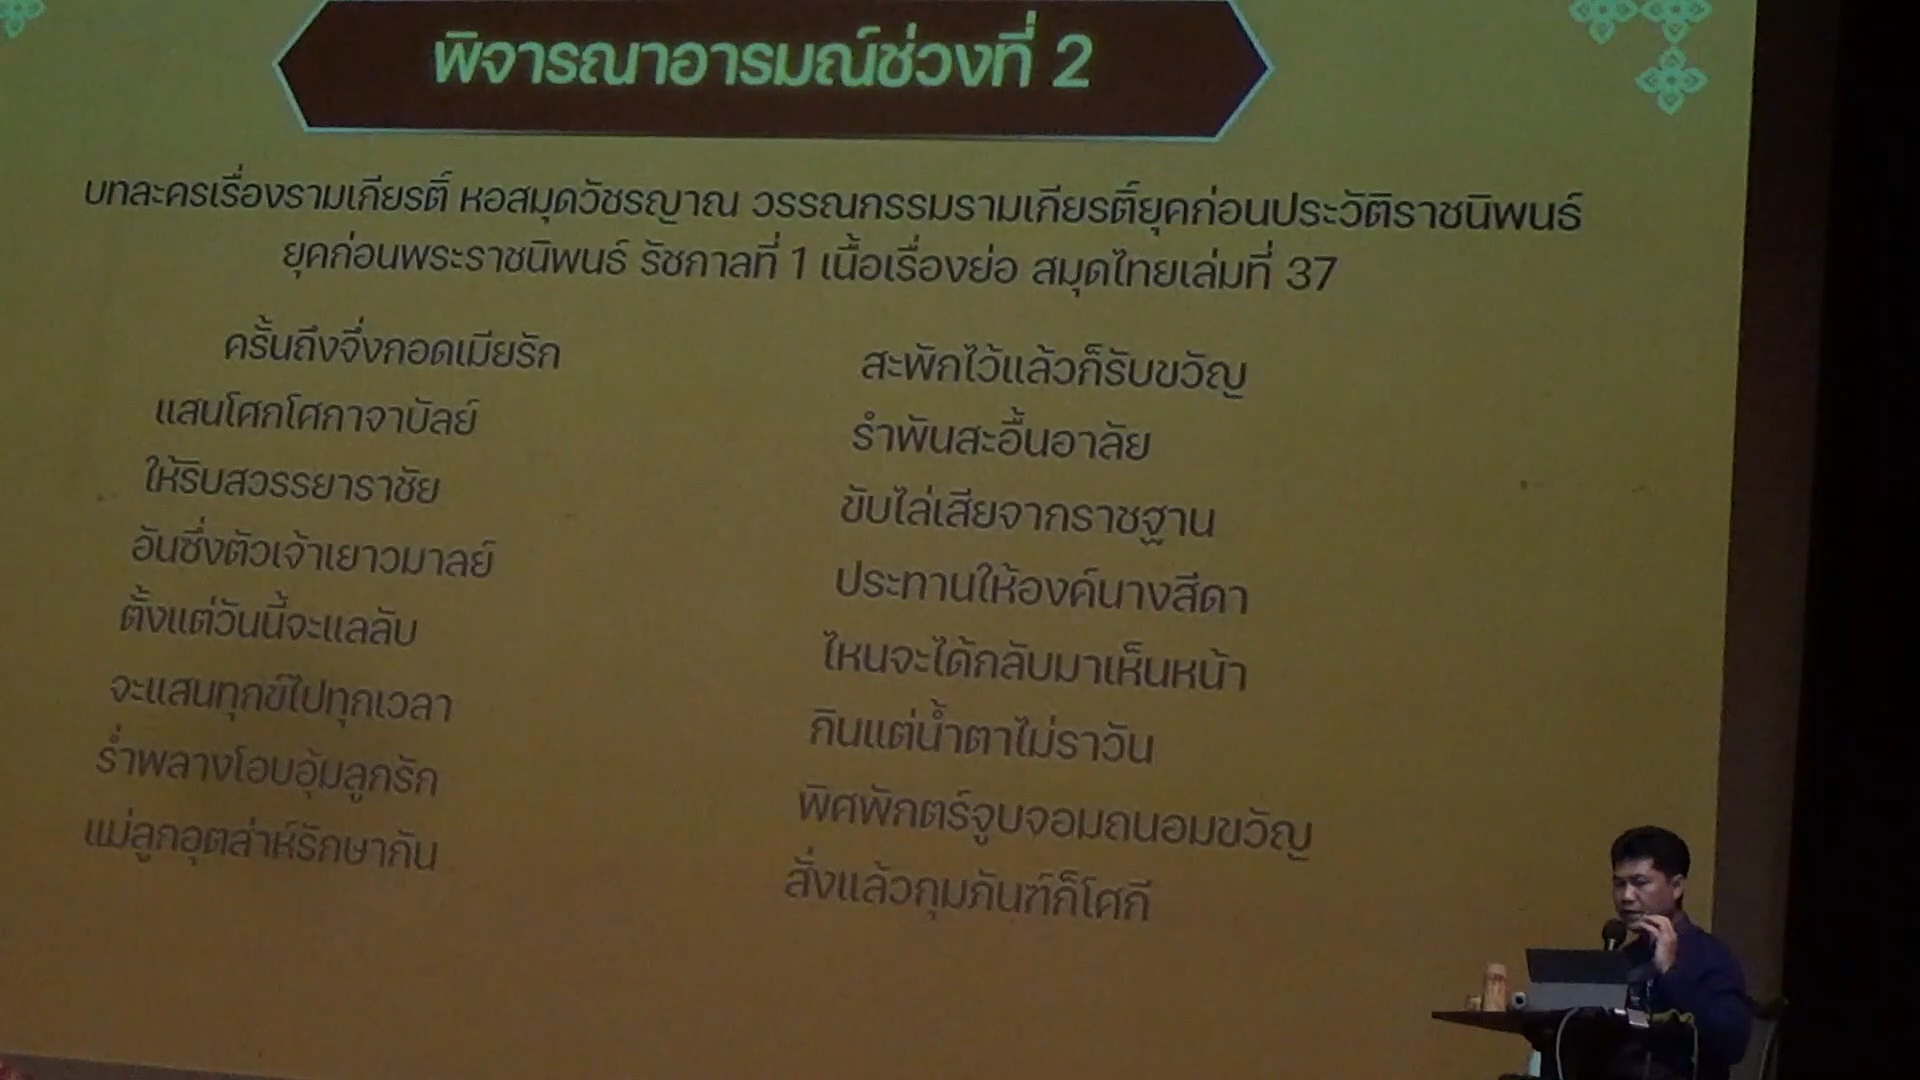 พิจารณาอารมณ์ช่วงที่ 2
บทละครเรื่องรามเกียรติ์ หอสมุดวัชรญาณ วรรณกรรมรามเกียรติ์ยุคก่อนประวัติราชนิพนธ์
ยุคก่อนพระราชนิพนธ์ รัชกาลที่ 1 เนื้อเรื่องย่อ สมุดไทยเล่มที่ 37
ครั้นถึงจึ่งกอดเมียรัก สะพักไว้แล้วก็รับขวัญ
แสนโศกโศกาจาบัลย์ รำพันสะอื้นอาลัย
ให้ริบสวรรยาราชัย ขับไล่เสียจากราชฐาน
อันซึ่งตัวเจ้าเยาวมาลย์ ประทานให้องค์นางสีดา
ตั้งแต่วันนี้จะแลลับ ไหนจะได้กลับมาเห็นหน้า
จะแสนทุกข์ไปทุกเวลา กินแต่น้ำตาไม่ราวัน
ร่ำพลางโอบอุ้มลูกรัก พิศพักตร์จูบจอมถนอมขวัญ
แม่ลูกอุตล่าห์รักษากัน สั่งแล้วกุมภัณฑ์ก็โศกี